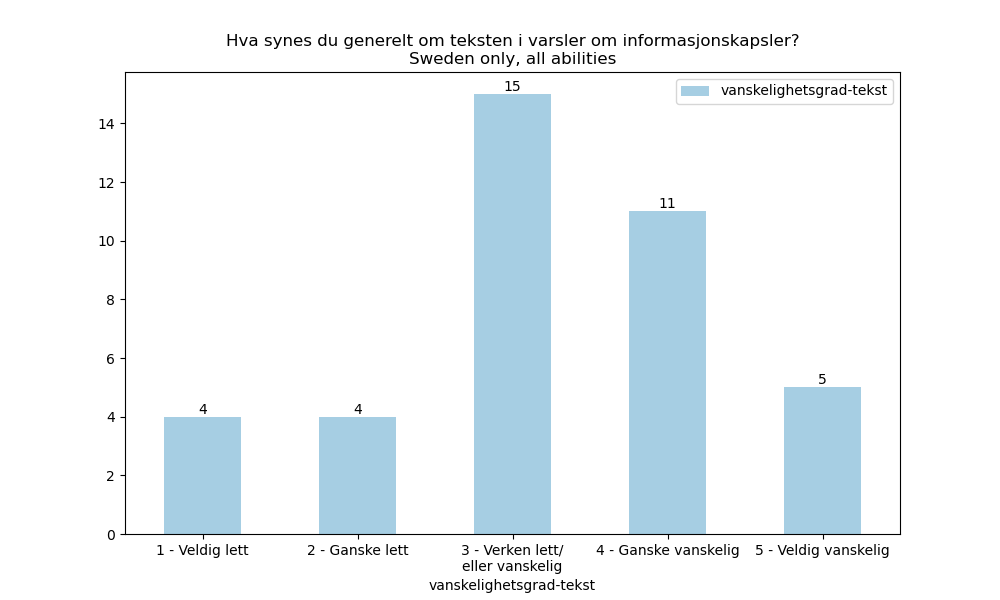 Hva synes du generelt om teksten i varsler om informasjonskapsler?
Sweden only, all abilities
vanskelighetsgrad-tekst
15
14
12
11
10
8
6
5
4
4
4
2
0
1 - Veldig lett
2 - Ganske lett
3 - Verken lett/
eller vanskelig
4 - Ganske vanskelig
5 - Veldig vanskelig
vanskelighetsgrad-tekst